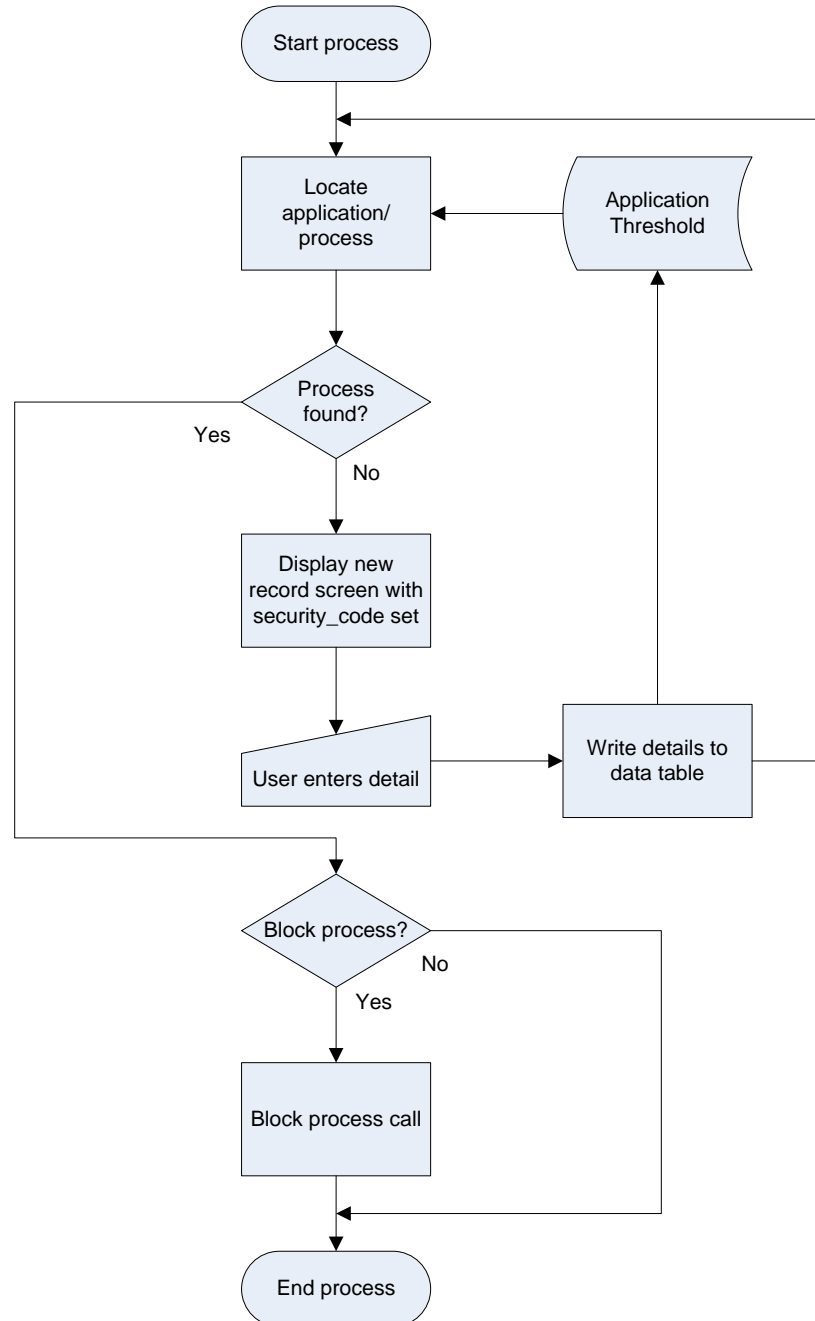 Start process
Locate
application/
process
Application
Threshold
Process
found?
Yes
No
Display new
record screen with
security_code set
User enters detail
Write details to
data table
Block process?
No
Yes
Block process call
End process